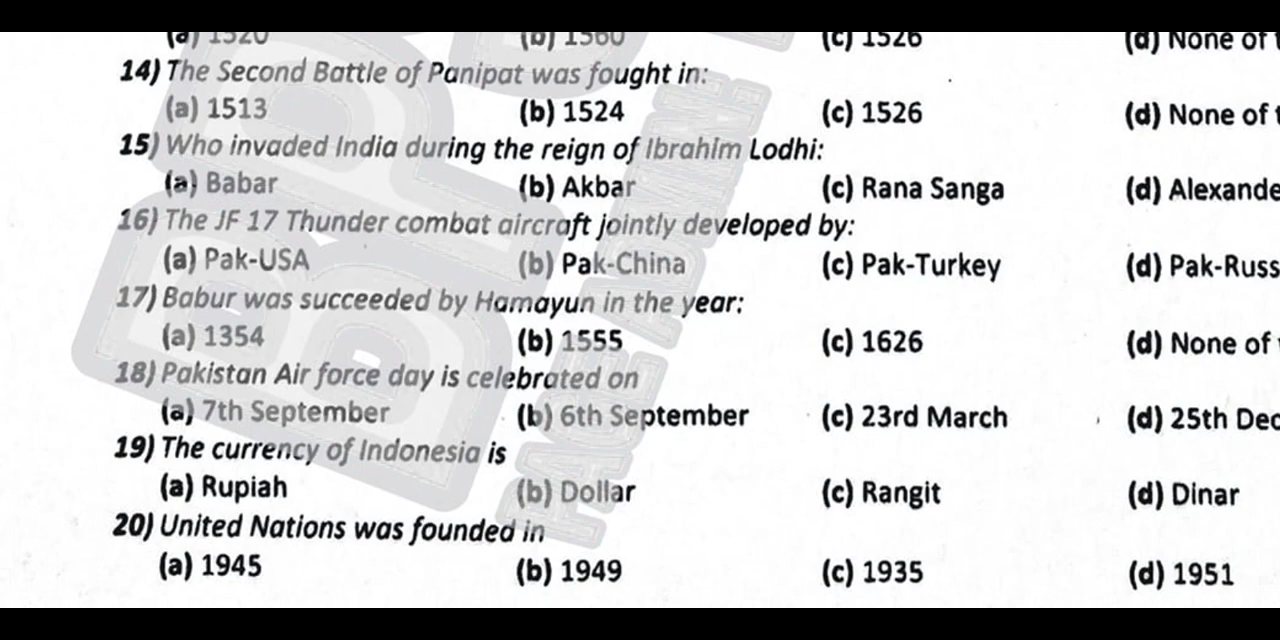 (a) 1520 (b) 1560 (c) 1526 (d) None of
14) The Second Battle of Panipat was fought in:
(a) 1513 (b) 1524 (c) 1526 (d) None of
15) Who invaded India during the reign of Ibrahim Lodhi:
(a) Babar (b) Akbar (c) Rana Sanga (d) Alexande
16) The JF 17 Thunder combat aircraft jointly developed by:
(a) Pak-USA (b) Pak-China (c) Pak-Turkey (d) Pak-Russ
17) Babur was succeeded by Hamayun in the year:
(a) 1354 (b) 1555 (c) 1626 (d) None of
18) Pakistan Air force day is celebrated on
(a) 7th September (b) 6th September (c) 23rd March (d) 25th Dec
19) The currency of Indonesia is
(a) Rupiah (b) Dollar (c) Rangit (d) Dinar
20) United Nations was founded in
(a) 1945 (b) 1949 (c) 1935 (d) 1951